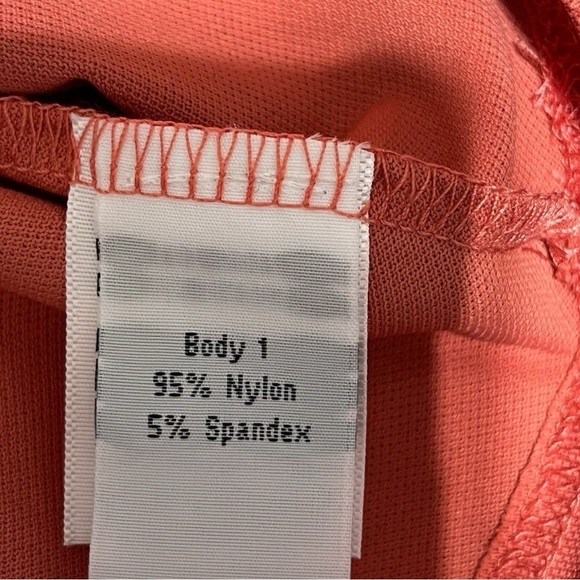 Body 1
95% Nylon
5% Spandex